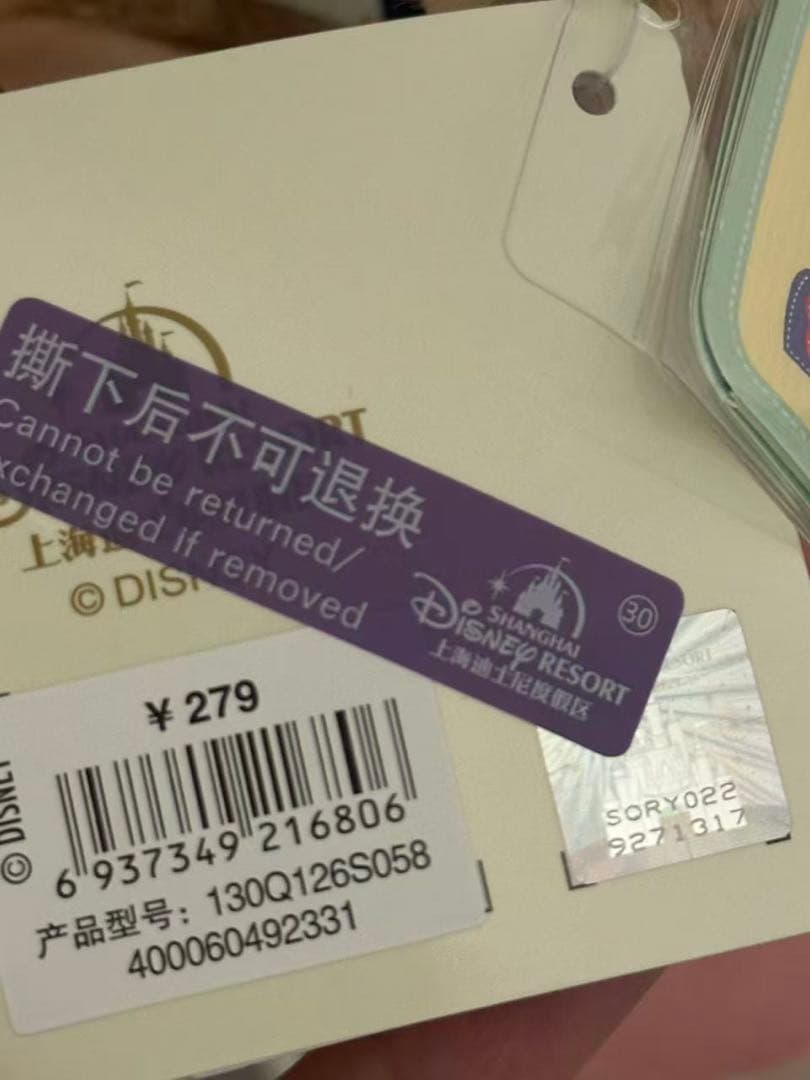 撕下后不可退换
Cannot be returned/
xchanged if removed
30
SHANGHAI
DISNEY RESORT
上海迪士尼度假区
上海
© DIS
¥ 279
6 937349 216806
产品型号: 130Q126S058
400060492331
© DISNEY
SORY022
9271317